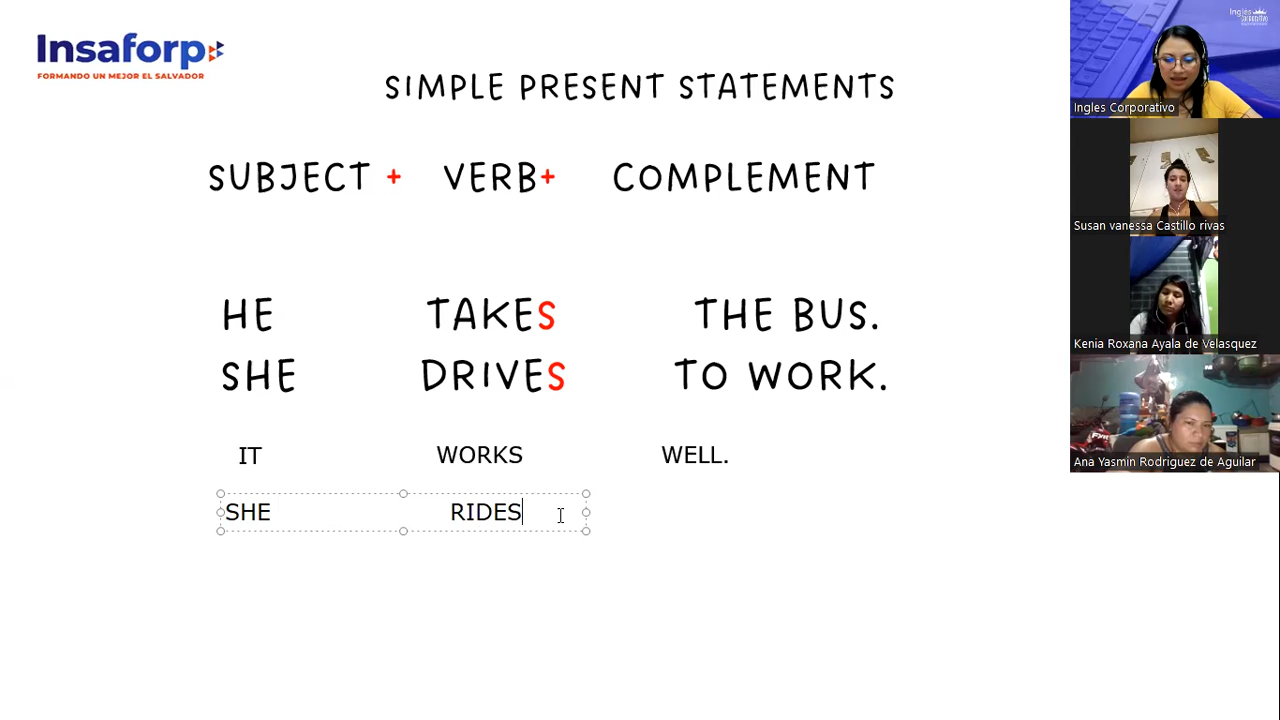 Insaforp
FORMANDO UN MEJOR EL SALVADOR
SIMPLE PRESENT STATEMENTS
SUBJECT + VERB+ COMPLEMENT
HE TAKES THE BUS.
SHE DRIVES TO WORK.
IT WORKS WELL.
SHE RIDES
Ingles Corporativo
Susan vanessa Castillo rivas
Kenia Roxana Ayala de Velasquez
Ana Yasmin Rodriguez de Aguilar